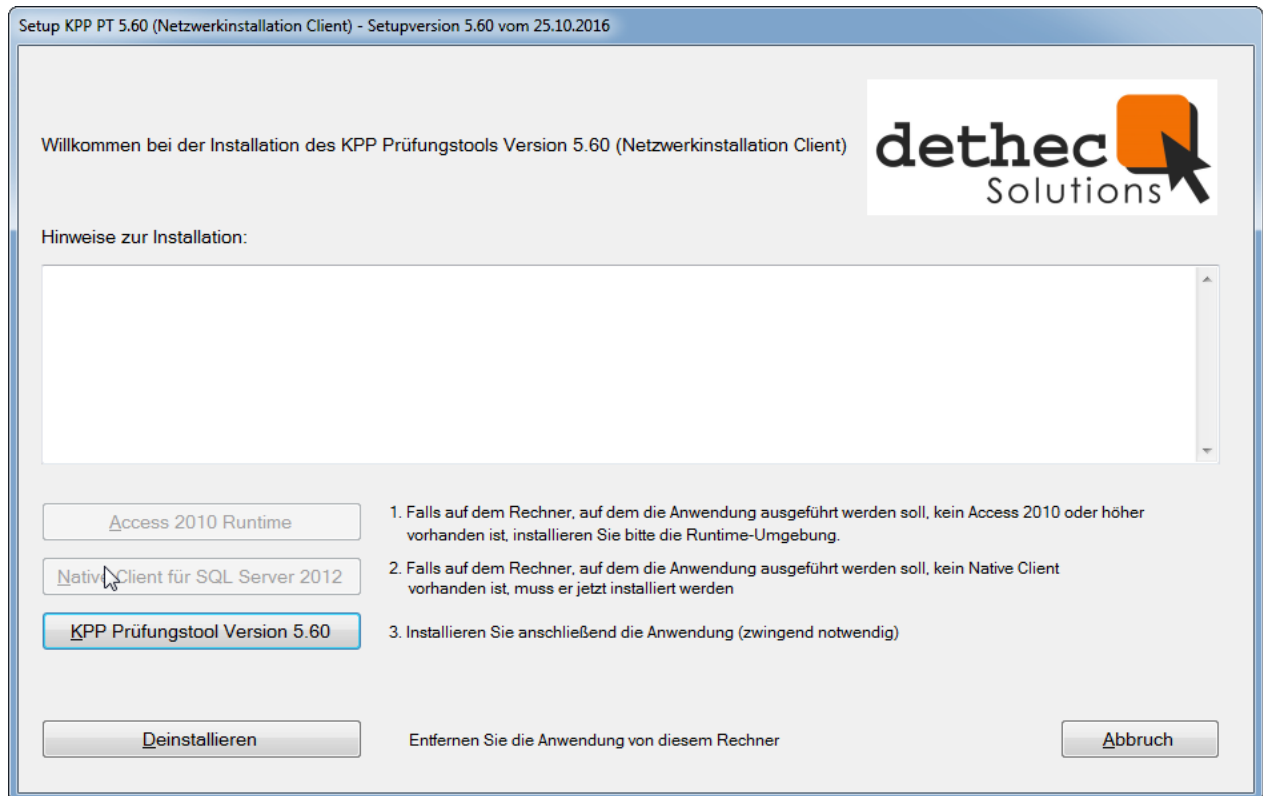 Setup KPP PT 5.60 (Netzwerkinstallation Client) - Setupversion 5.60 vom 25.10.2016
Willkommen bei der Installation des KPP Prüfungstools Version 5.60 (Netzwerkinstallation Client)
dethec
Solutions
Hinweise zur Installation:
Access 2010 Runtime
1. Falls auf dem Rechner, auf dem die Anwendung ausgeführt werden soll, kein Access 2010 oder höher
vorhanden ist, installieren Sie bitte die Runtime-Umgebung.
Native Client für SQL Server 2012
2. Falls auf dem Rechner, auf dem die Anwendung ausgeführt werden soll, kein Native Client
vorhanden ist, muss er jetzt installiert werden
KPP Prüfungstool Version 5.60
3. Installieren Sie anschließend die Anwendung (zwingend notwendig)
Deinstallieren
Entfernen Sie die Anwendung von diesem Rechner
Abbruch